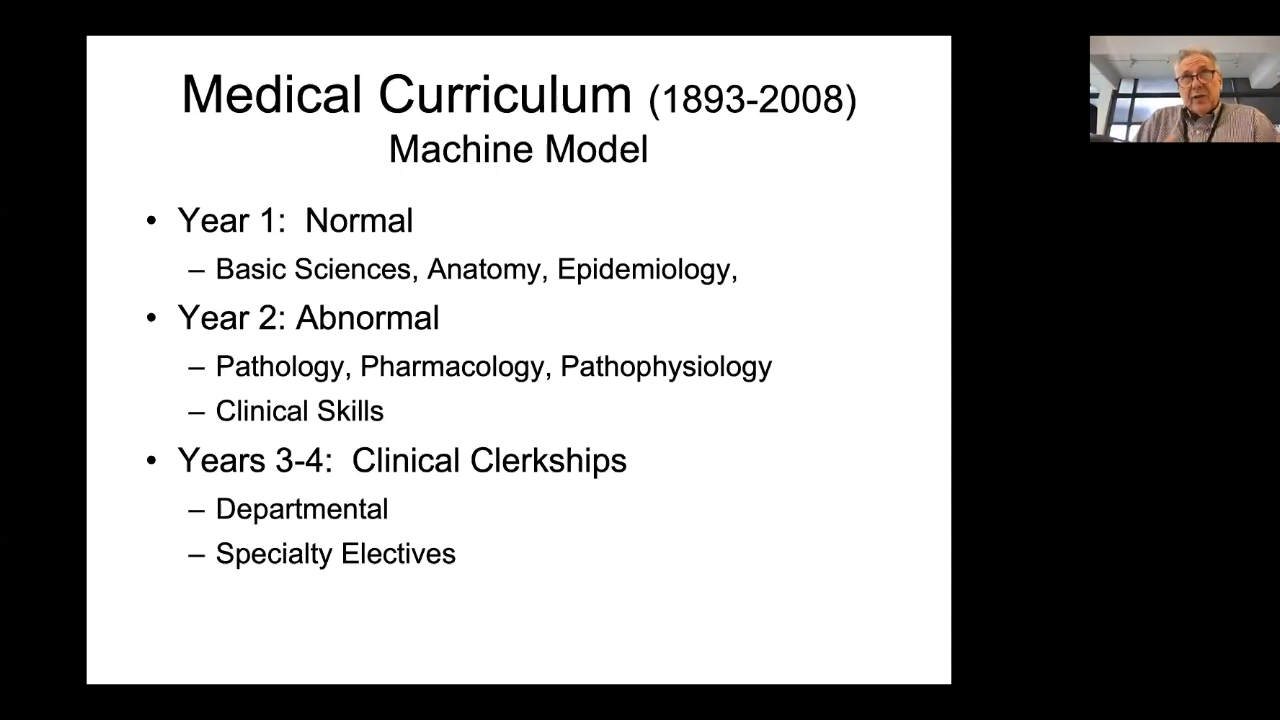 Medical Curriculum (1893-2008)
Machine Model
• Year 1: Normal
– Basic Sciences, Anatomy, Epidemiology,
• Year 2: Abnormal
– Pathology, Pharmacology, Pathophysiology
– Clinical Skills
• Years 3-4: Clinical Clerkships
– Departmental
– Specialty Electives